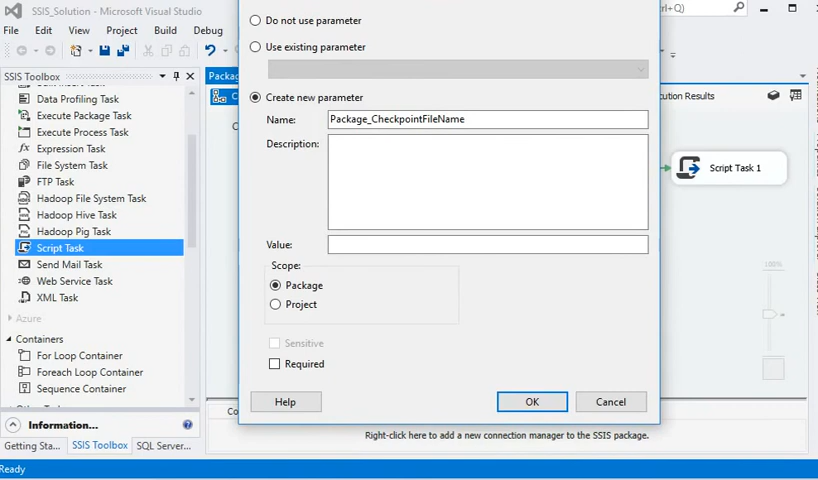 SSIS_Solution - Microsoft Visual Studio
rl+Q)
File Edit View Project Build Debug
SSIS Toolbox
Data Profiling Task
Execute Package Task
Execute Process Task
Expression Task
File System Task
FTP Task
Hadoop File System Task
Hadoop Hive Task
Hadoop Pig Task
Script Task
Send Mail Task
Web Service Task
XML Task
Azure
Containers
For Loop Container
Foreach Loop Container
Sequence Container
Information...
Getting Sta... SSIS Toolbox SQL Server...
Ready
Package
Do not use parameter
Use existing parameter
Create new parameter
Name: Package_CheckpointFileName
Description:
Value:
Scope:
Package
Project
Sensitive
Required
Help OK Cancel
cution Results
Script Task 1
100%
Co
Right-click here to add a new connection manager to the SSIS package.